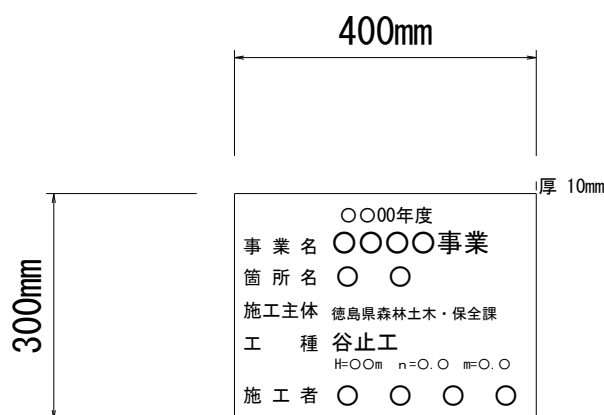 400mm
厚 10mm
300mm
○○00年度
事 業 名 ○○○○事業
箇 所 名 ○ ○
施工主体 徳島県森林土木・保全課
工 種 谷止工
H=○○m n=○.○ m=○.○
施 工 者 ○ ○ ○ ○